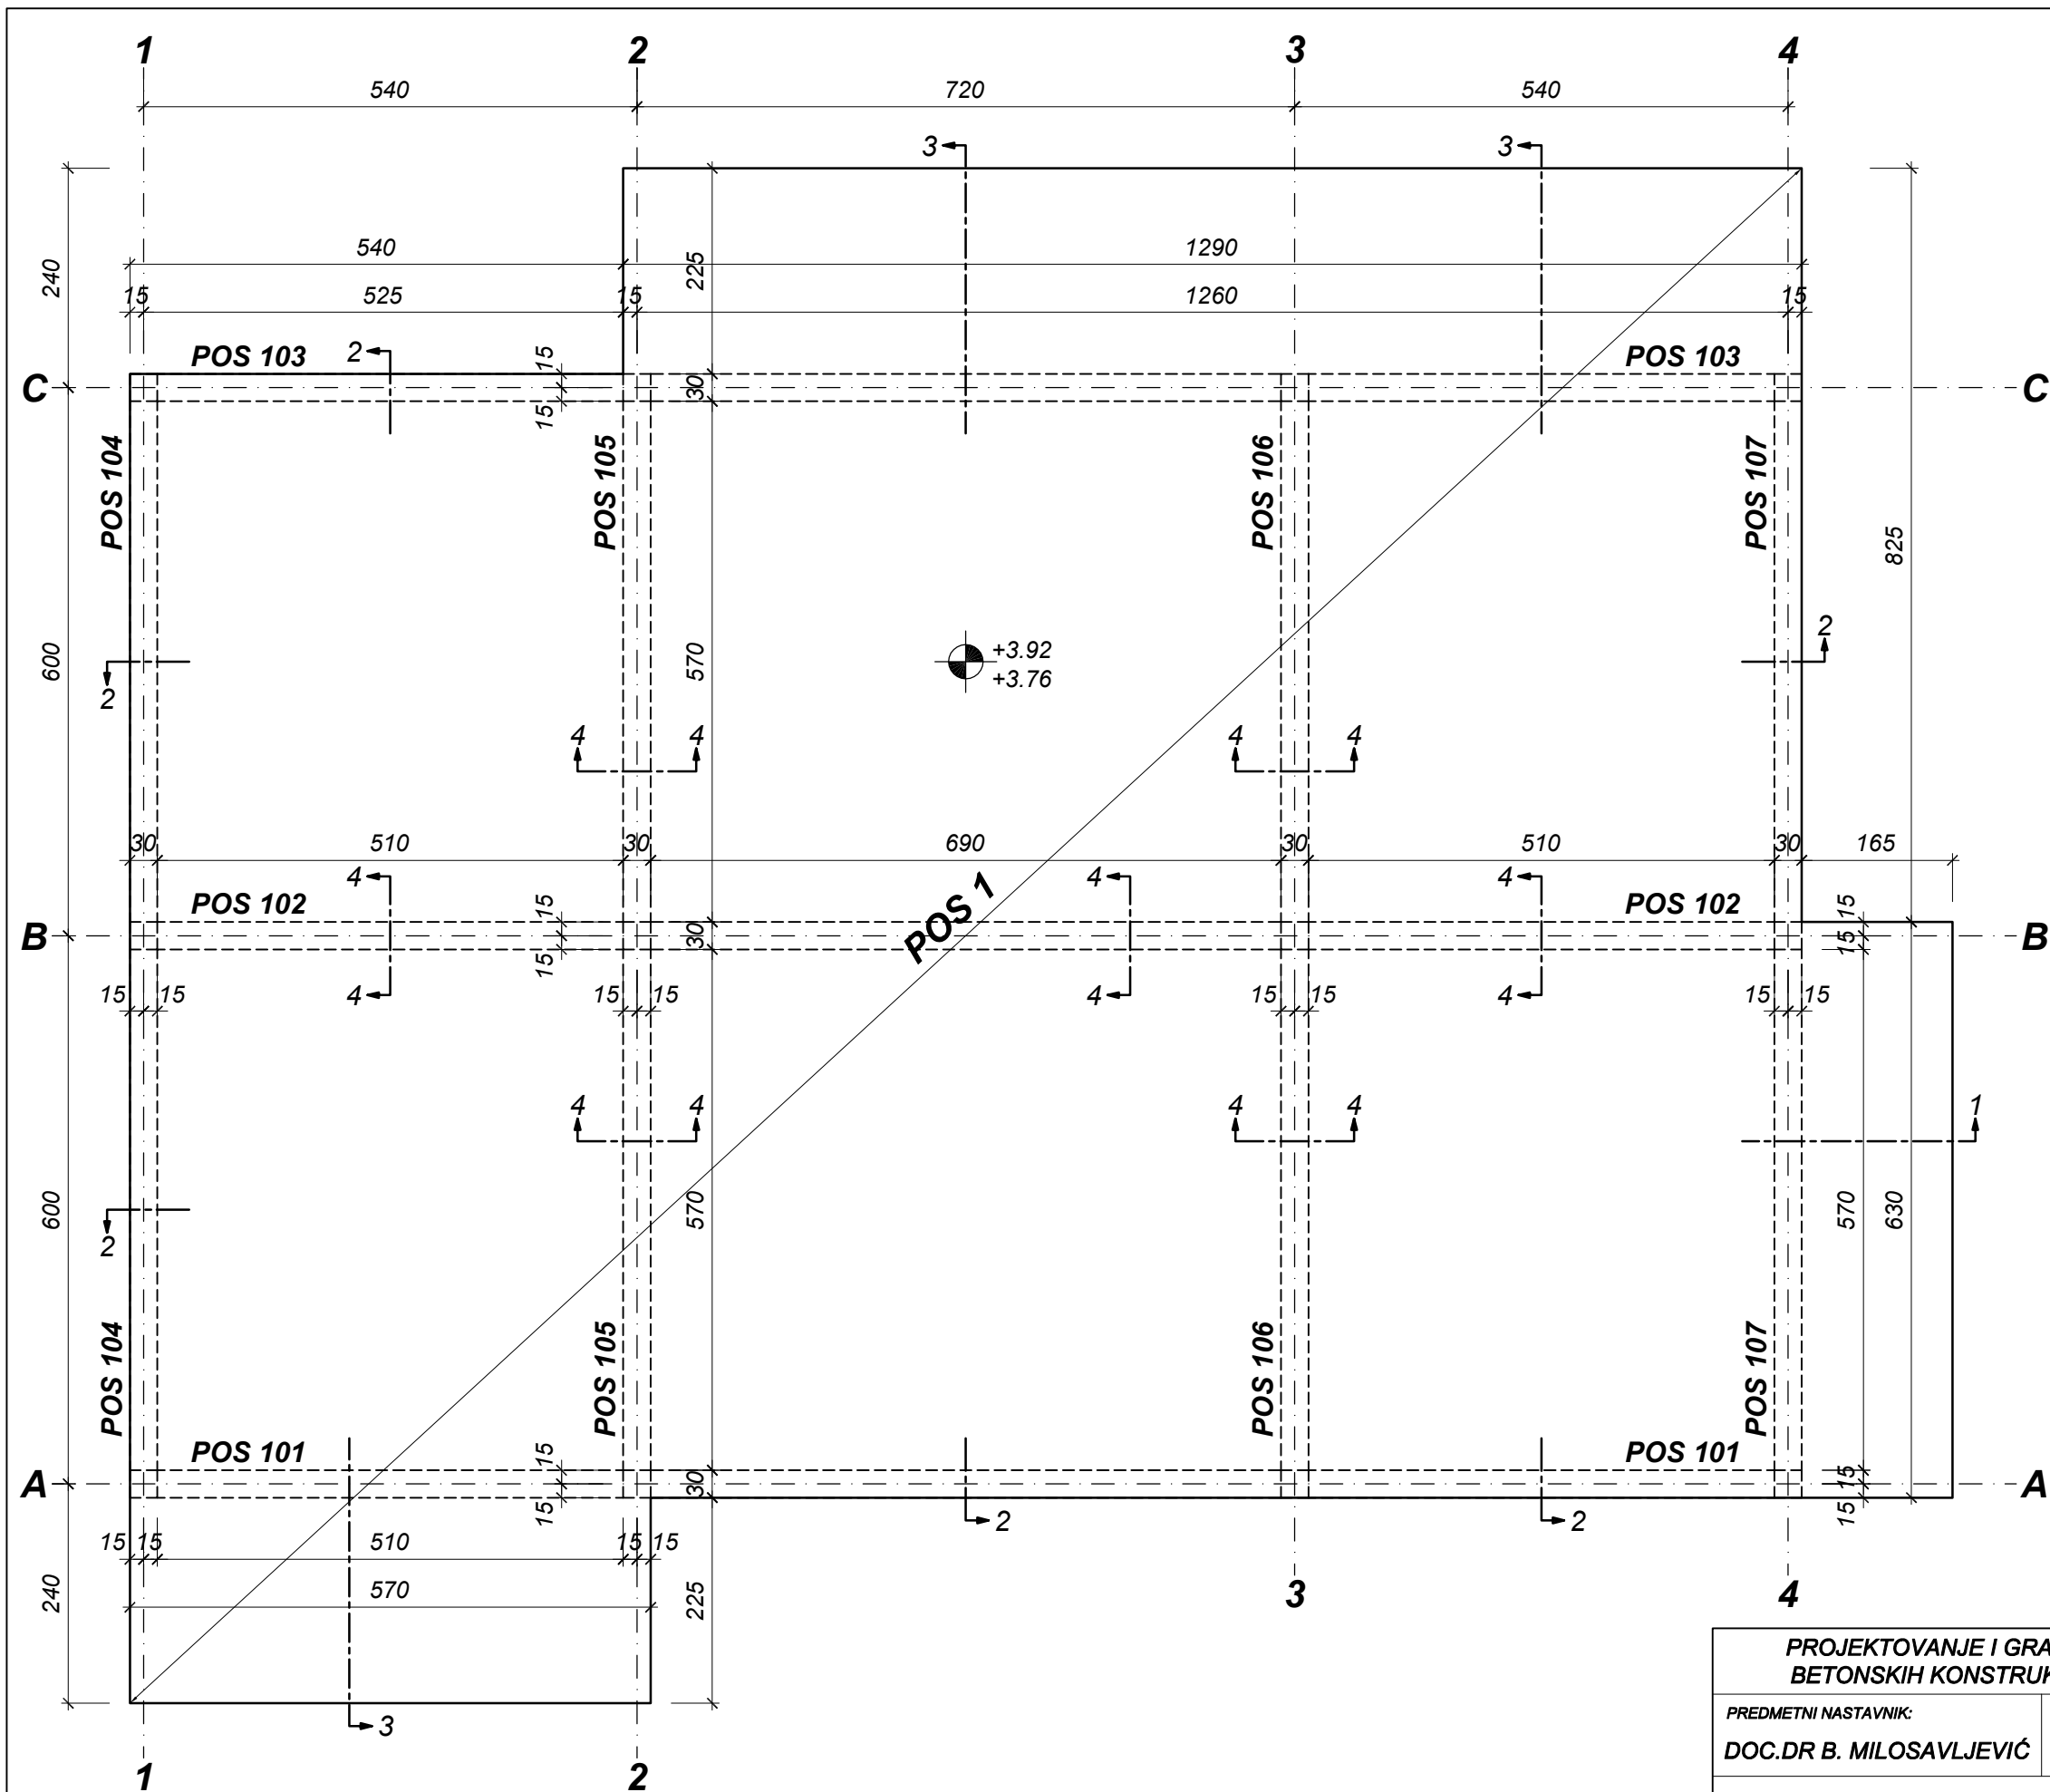 1 2 3 4
540 720 540
3 3
540 1290
240 225
15 525 15 1260 15
POS 103 2 15 POS 103
C 30 C
15
POS 104 POS 105 POS 106 POS 107
825
+3.92
600 570 2
+3.76
2
4 4 4 4
30 510 30 690 30 510 30 165
4 4 4
POS 102 15 POS 1 POS 102 15
B 30 B
15 15
4 4 4
15 15 15 15 15 15 15 15
4 4 4 4 1
600 570 570 630
2
POS 104 POS 105 POS 106 POS 107
POS 101 15 POS 101 15
A 30 A
15 15
2 2
15 15 510 15 15
240 570 225
3 4
3
1 2
PROJEKTOVANJE I GRA
BETONSKIH KONSTRUK
PREDMETNI NASTAVNIK:
DOC.DR B. MILOSAVLJEVIĆ